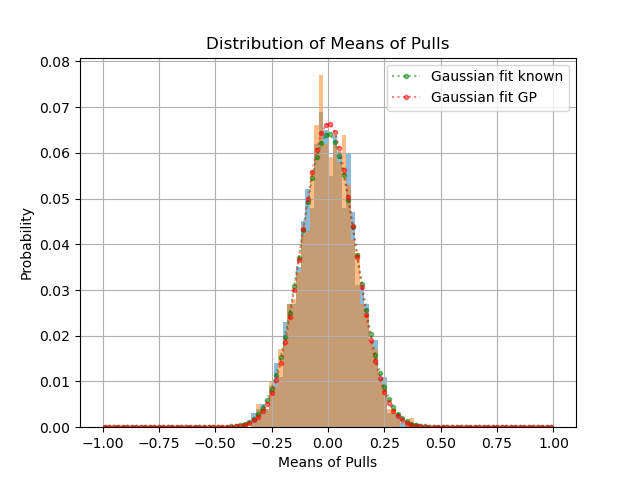 Distribution of Means of Pulls
Gaussian fit known
Gaussian fit GP
Probability
0.08
0.07
0.06
0.05
0.04
0.03
0.02
0.01
0.00
−1.00 −0.75 −0.50 −0.25 0.00 0.25 0.50 0.75 1.00
Means of Pulls